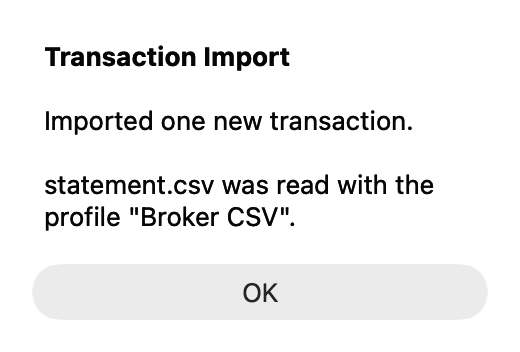 Transaction Import
Imported one new transaction.
statement.csv was read with the
profile "Broker CSV".
OK